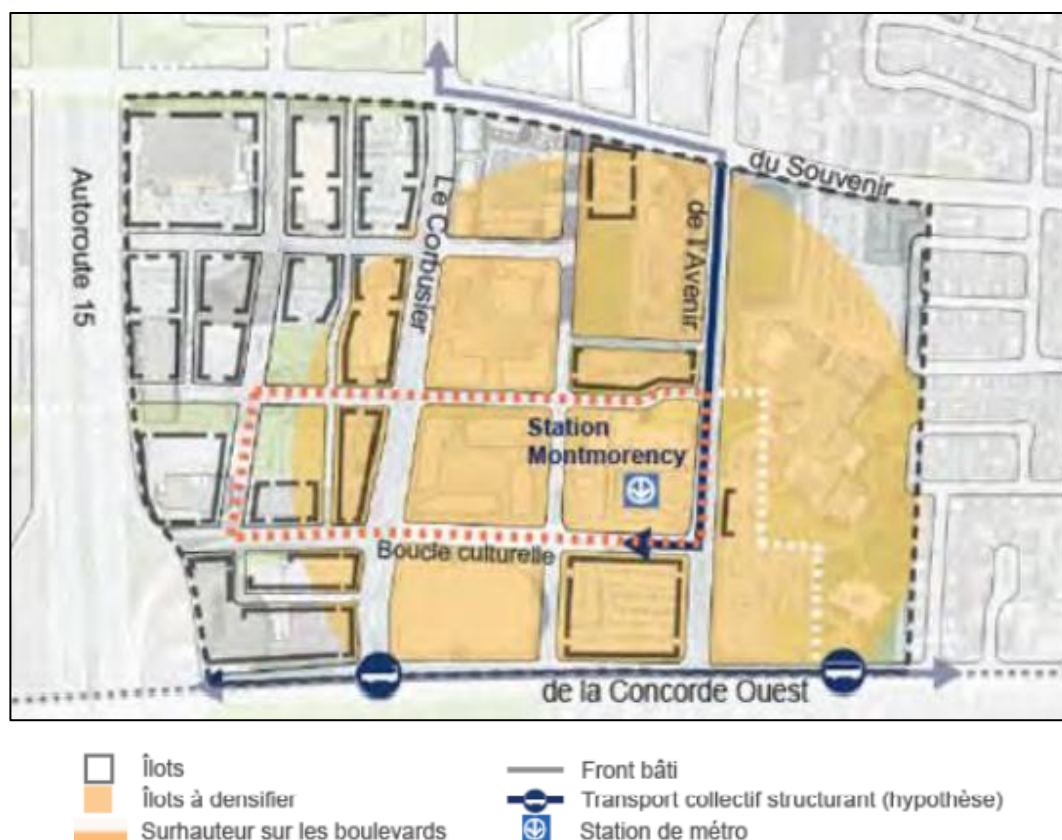 du Souvenir
Autoroute 15
Le Corbusier
de l'Avenir
Station
Montmorency
Boucle culturelle
de la Concorde Ouest
Îlots
Front bâti
Îlots à densifier
Transport collectif structurant (hypothèse)
Surhauteur sur les boulevards
Station de métro